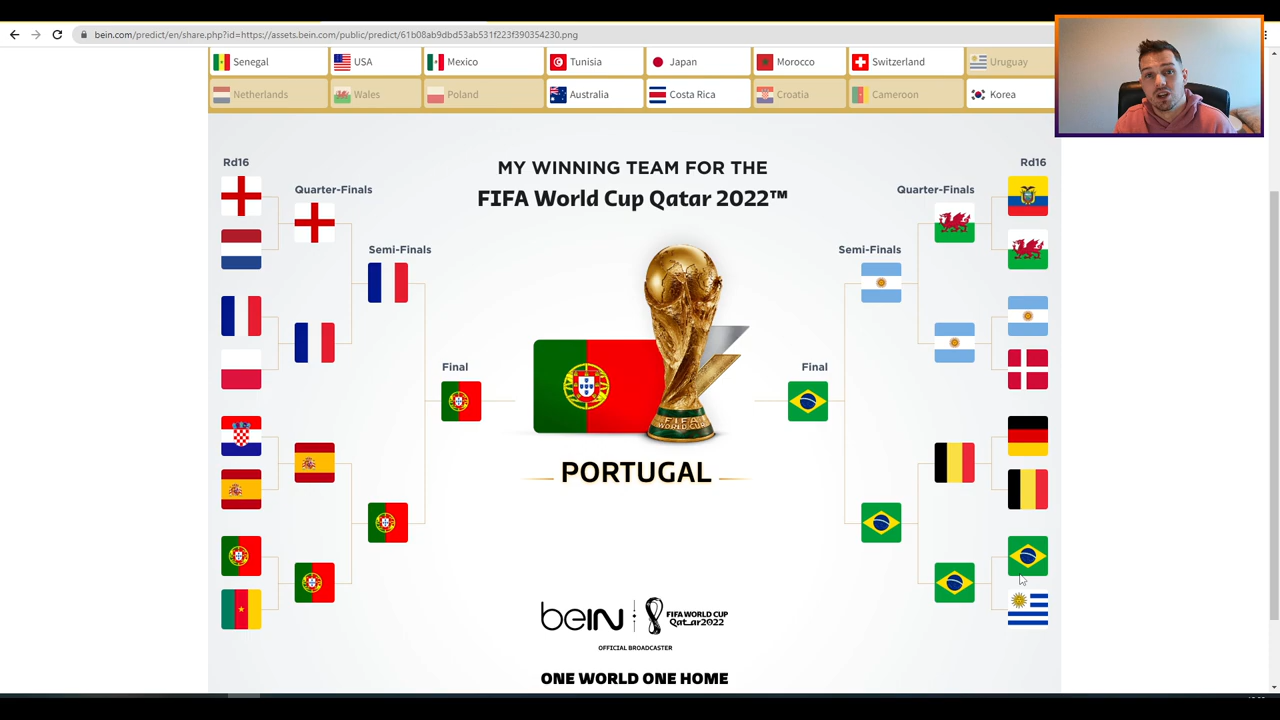 bein.com/predict/en/share.php?id=https://assets.bein.com/public/predict/61b08ab9dbd53ab531f223f390354230.png
Senegal USA Mexico Tunisia Japan Morocco Switzerland Uruguay
Netherlands Wales Poland Australia Costa Rica Croatia Cameroon Korea
MY WINNING TEAM FOR THE
FIFA World Cup Qatar 2022™
Rd16
Quarter-Finals
Semi-Finals
Final
Rd16
Quarter-Finals
Semi-Finals
Final
FIFA
WORLD CUP
PORTUGAL
beIN
FIFA WORLD CUP
Qatar2022
OFFICIAL BROADCASTER
ONE WORLD ONE HOME